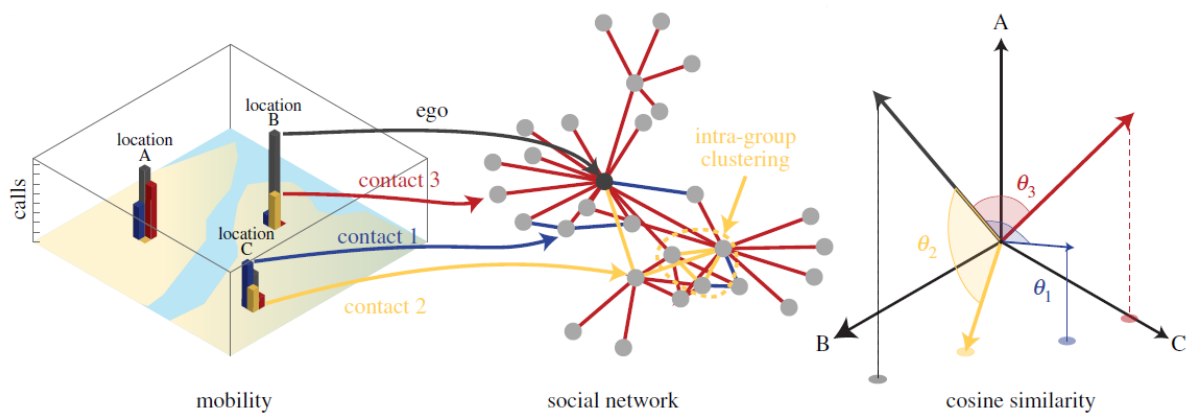 calls
location
A
location
B
location
C
ego
contact 3
contact 1
contact 2
mobility
intra-group
clustering
social network
A
B
C
θ3
θ2
θ1
cosine similarity